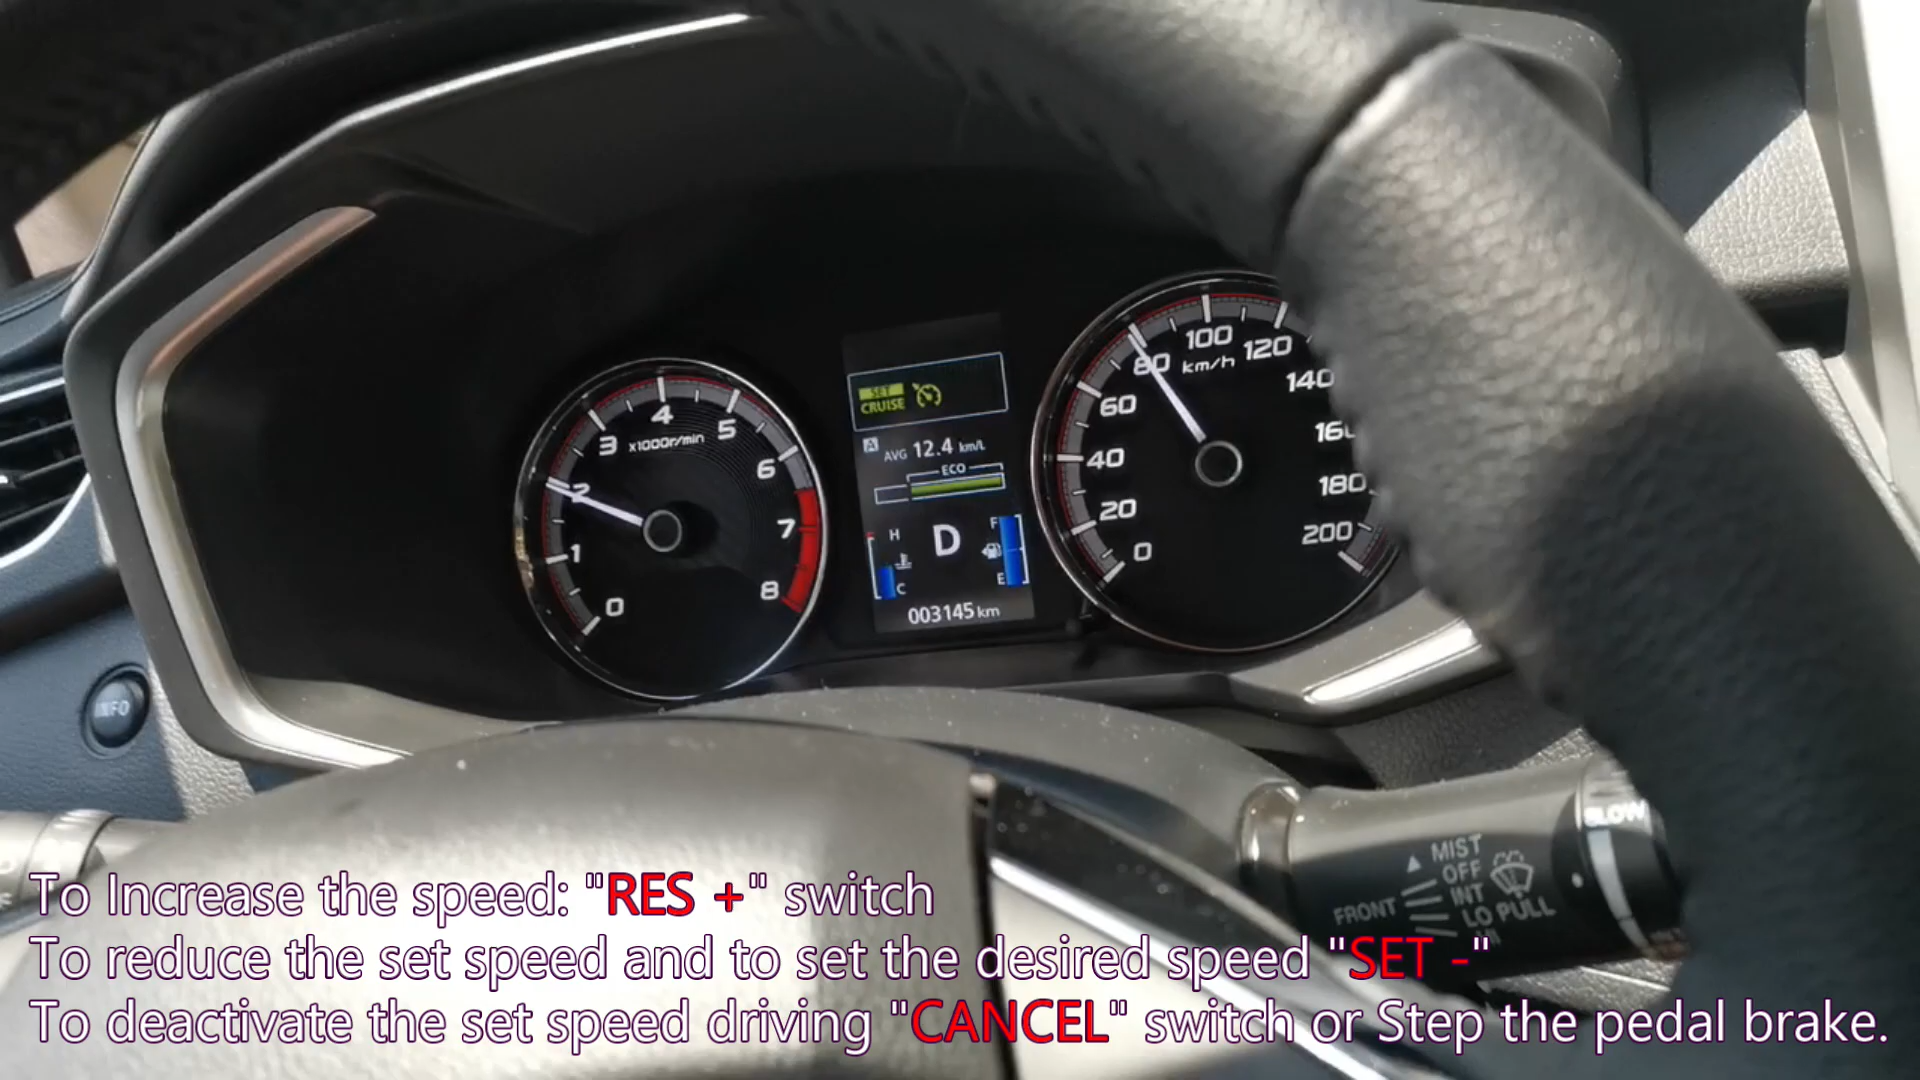 4
3
5
x1000r/min
2
6
1
7
0
8
SET
CRUISE
A AVG 12.4 km/L
ECO
H
D
F
C
E
003145 km
100
80
120
km/h
60
140
40
180
20
200
0
INFO
SLOW
MIST
OFF
INT
FRONT
LO PULL
To Increase the speed: "RES +" switch
To reduce the set speed and to set the desired speed "SET -"
To deactivate the set speed driving "CANCEL" switch or Step the pedal brake.